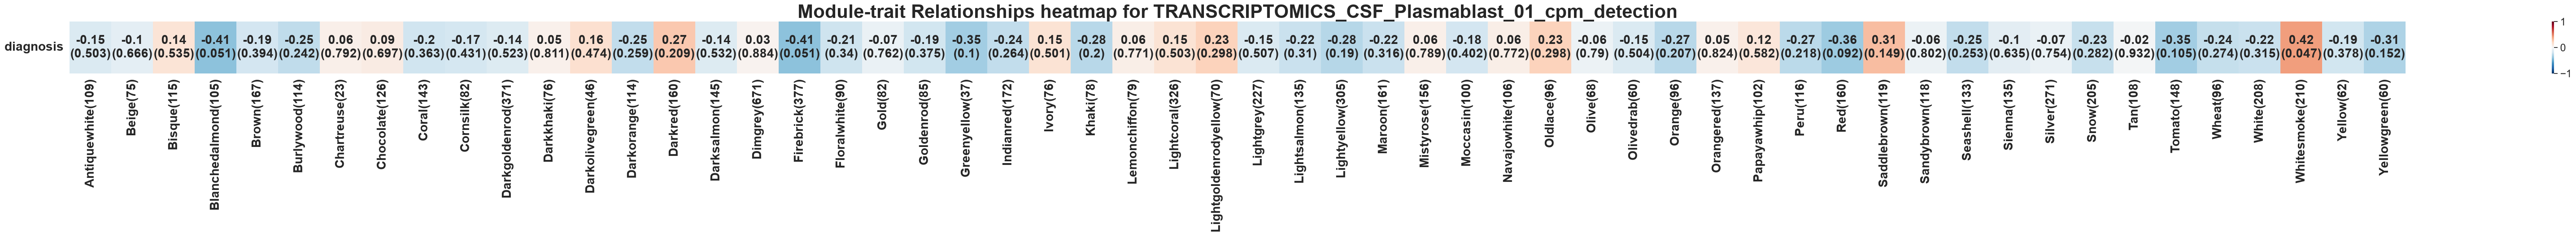 Module-trait Relationships heatmap for TRANSCRIPTOMICS_CSF_Plasmablast_01_cpm_detection
diagnosis
-0.15 -0.1 0.14 -0.41 -0.19 -0.25 0.06 0.09 -0.2 -0.17 -0.14 0.05 0.16 -0.25 0.27 -0.14 0.03 -0.41 -0.21 -0.07 -0.19 -0.35 -0.24 0.15 -0.28 0.06 0.15 0.23 -0.15 -0.22 -0.28 -0.22 0.06 -0.18 0.06 0.23 -0.06 -0.15 -0.27 0.05 0.12 -0.27 -0.36 0.31 -0.06 -0.25 -0.1 -0.07 -0.23 -0.02 -0.35 -0.24 -0.22 0.42 -0.19 -0.31
(0.503) (0.666) (0.535) (0.051) (0.394) (0.242) (0.792) (0.697) (0.363) (0.431) (0.523) (0.811) (0.474) (0.259) (0.209) (0.532) (0.884) (0.051) (0.34) (0.762) (0.375) (0.1) (0.264) (0.501) (0.2) (0.771) (0.503) (0.298) (0.507) (0.31) (0.19) (0.316) (0.789) (0.402) (0.772) (0.298) (0.79) (0.504) (0.207) (0.824) (0.582) (0.218) (0.092) (0.149) (0.802) (0.253) (0.635) (0.754) (0.282) (0.932) (0.105) (0.274) (0.315) (0.047) (0.378) (0.152)
Antiquewhite(109)
Beige(75)
Bisque(115)
Blanchedalmond(105)
Brown(167)
Burlywood(114)
Chartreuse(23)
Chocolate(126)
Coral(143)
Cornsilk(82)
Darkgoldenrod(371)
Darkkhaki(76)
Darkolivegreen(46)
Darkorange(114)
Darkred(160)
Darksalmon(145)
Dimgrey(671)
Firebrick(377)
Floralwhite(90)
Gold(82)
Goldenrod(85)
Greenyellow(37)
Indianred(172)
Ivory(76)
Khaki(78)
Lemonchiffon(79)
Lightcoral(326)
Lightgoldenrodyellow(70)
Lightgrey(227)
Lightsalmon(135)
Lightyellow(305)
Maroon(161)
Mistyrose(156)
Moccasin(100)
Navajowhite(106)
Oldlace(96)
Olive(68)
Olivedrab(60)
Orange(96)
Orangered(137)
Papayawhip(102)
Peru(116)
Red(160)
Saddlebrown(119)
Sandybrown(118)
Seashell(133)
Sienna(135)
Silver(271)
Snow(205)
Tan(108)
Tomato(148)
Wheat(96)
White(208)
Whitesmoke(210)
Yellow(62)
Yellowgreen(60)
1
0
−1